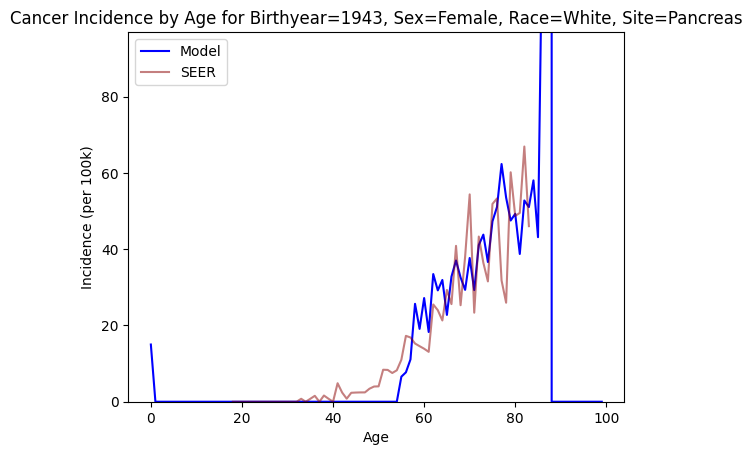 Cancer Incidence by Age for Birthyear=1943, Sex=Female, Race=White, Site=Pancreas
Model
SEER
80
60
40
20
0
Incidence (per 100k)
0 20 40 60 80 100
Age